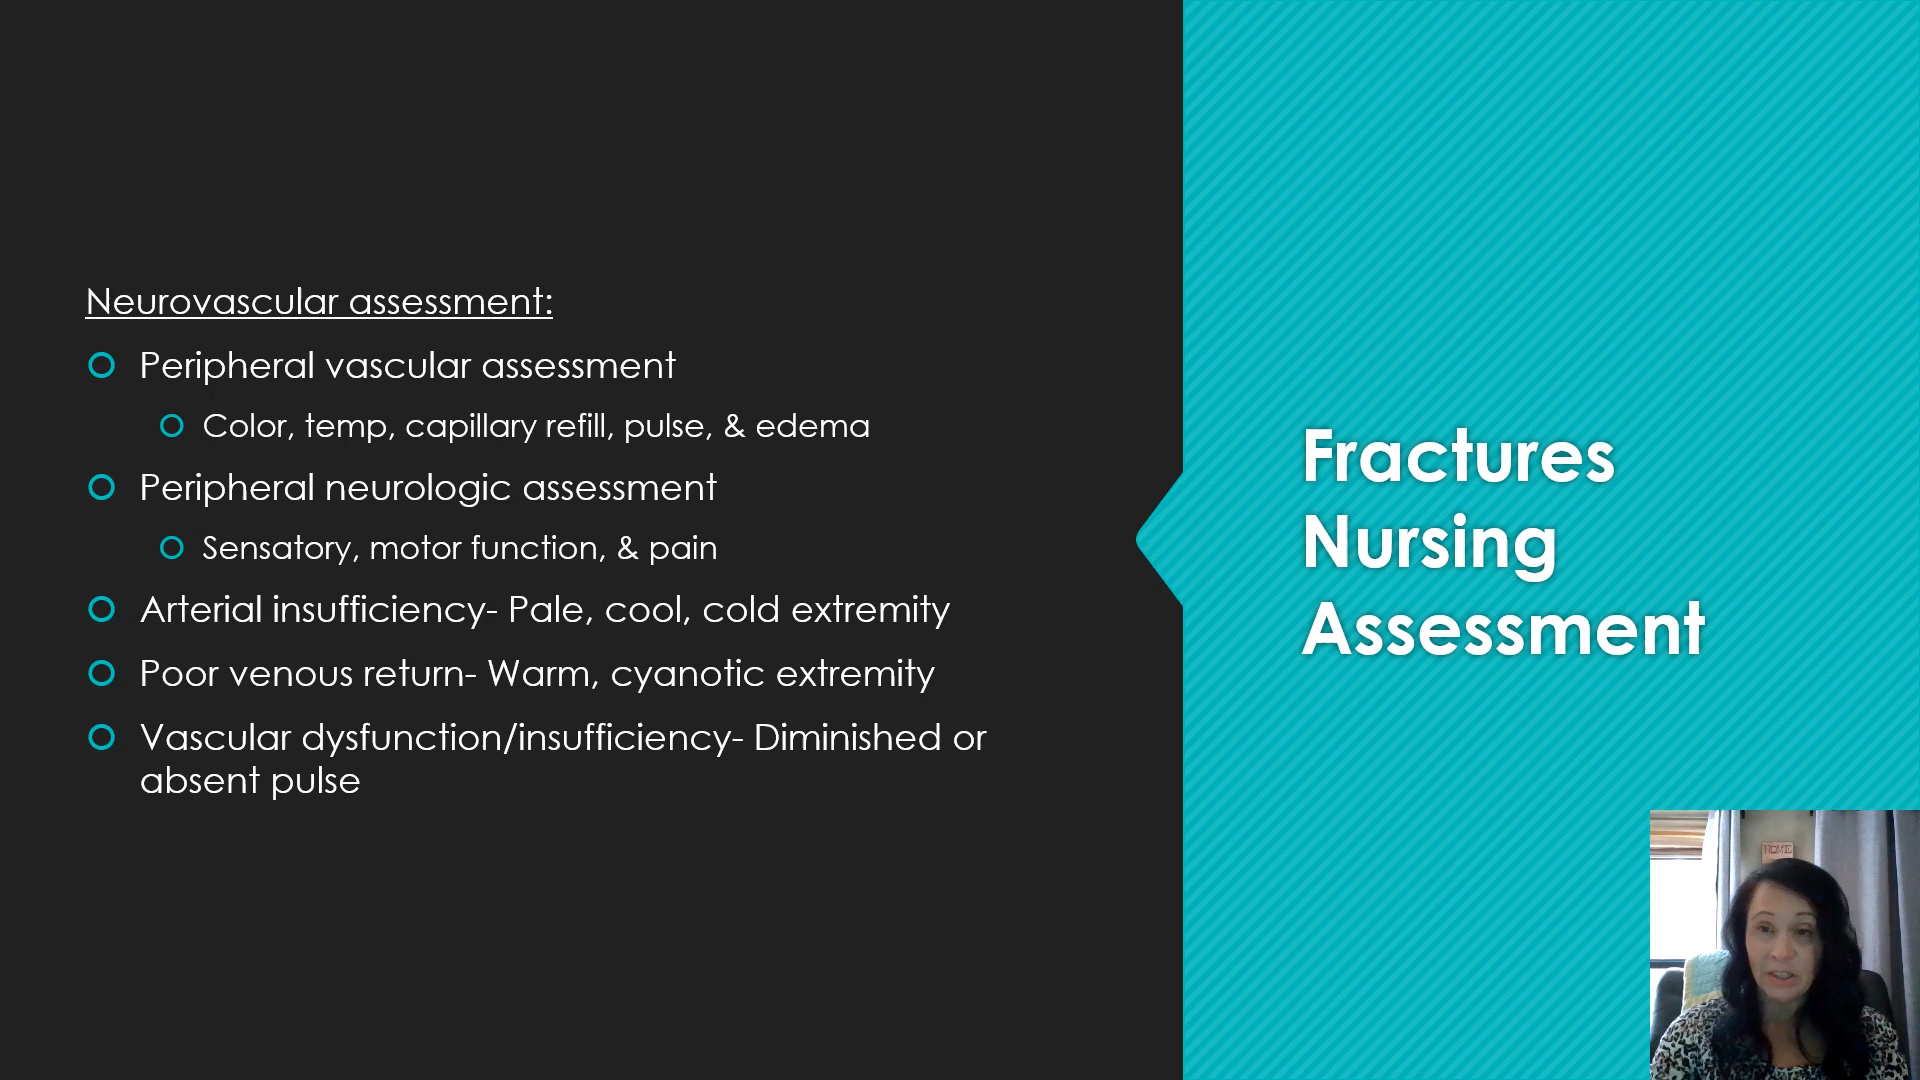 Neurovascular assessment:
Peripheral vascular assessment
Color, temp, capillary refill, pulse, & edema
Peripheral neurologic assessment
Sensatory, motor function, & pain
Arterial insufficiency- Pale, cool, cold extremity
Poor venous return- Warm, cyanotic extremity
Vascular dysfunction/insufficiency- Diminished or
absent pulse
Fractures
Nursing
Assessment
HOME